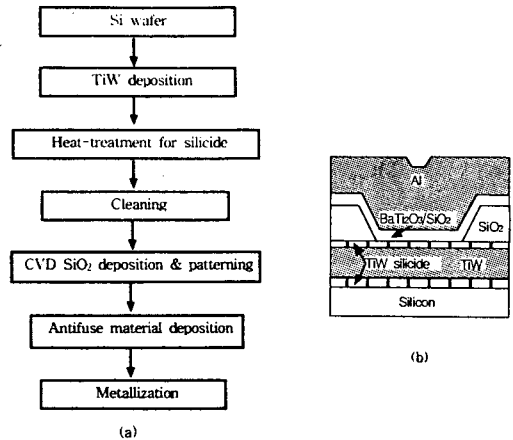 Si wafer
TiW deposition
Heat-treatment for silicide
Cleaning
CVD SiO₂ deposition & patterning
Antifuse material deposition
Metallization
(a)
Al
BaTi₂O₃/SiO₂
SiO₂
TiW silicide
TiW
Silicon
(b)